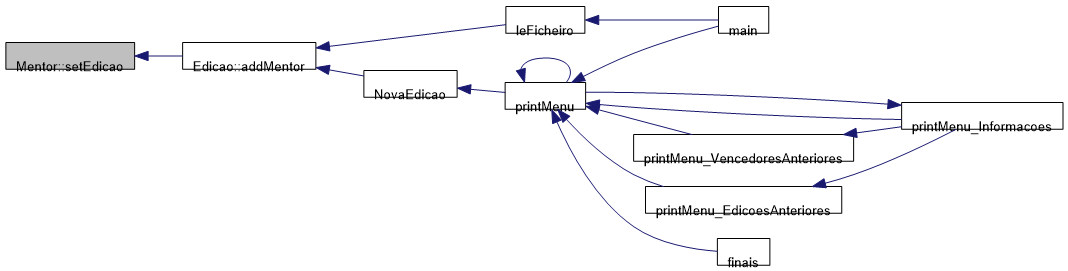 leFicheiro
main
Mentor::setEdicao
Edicao::addMentor
NovaEdicao
printMenu
printMenu_Informacoes
printMenu_VencedoresAnteriores
printMenu_EdicoesAnteriores
finais